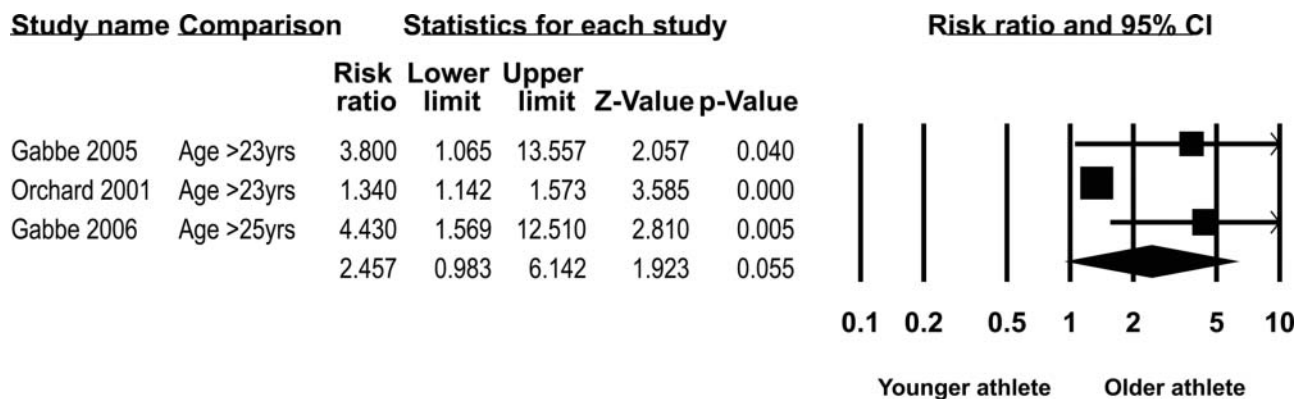 Study name Comparison Statistics for each study Risk ratio and 95% CI
Risk Lower Upper
ratio limit limit Z-Value p-Value
Gabbe 2005 Age >23yrs 3.800 1.065 13.557 2.057 0.040
Orchard 2001 Age >23yrs 1.340 1.142 1.573 3.585 0.000
Gabbe 2006 Age >25yrs 4.430 1.569 12.510 2.810 0.005
2.457 0.983 6.142 1.923 0.055
0.1 0.2 0.5 1 2 5 10
Younger athlete Older athlete